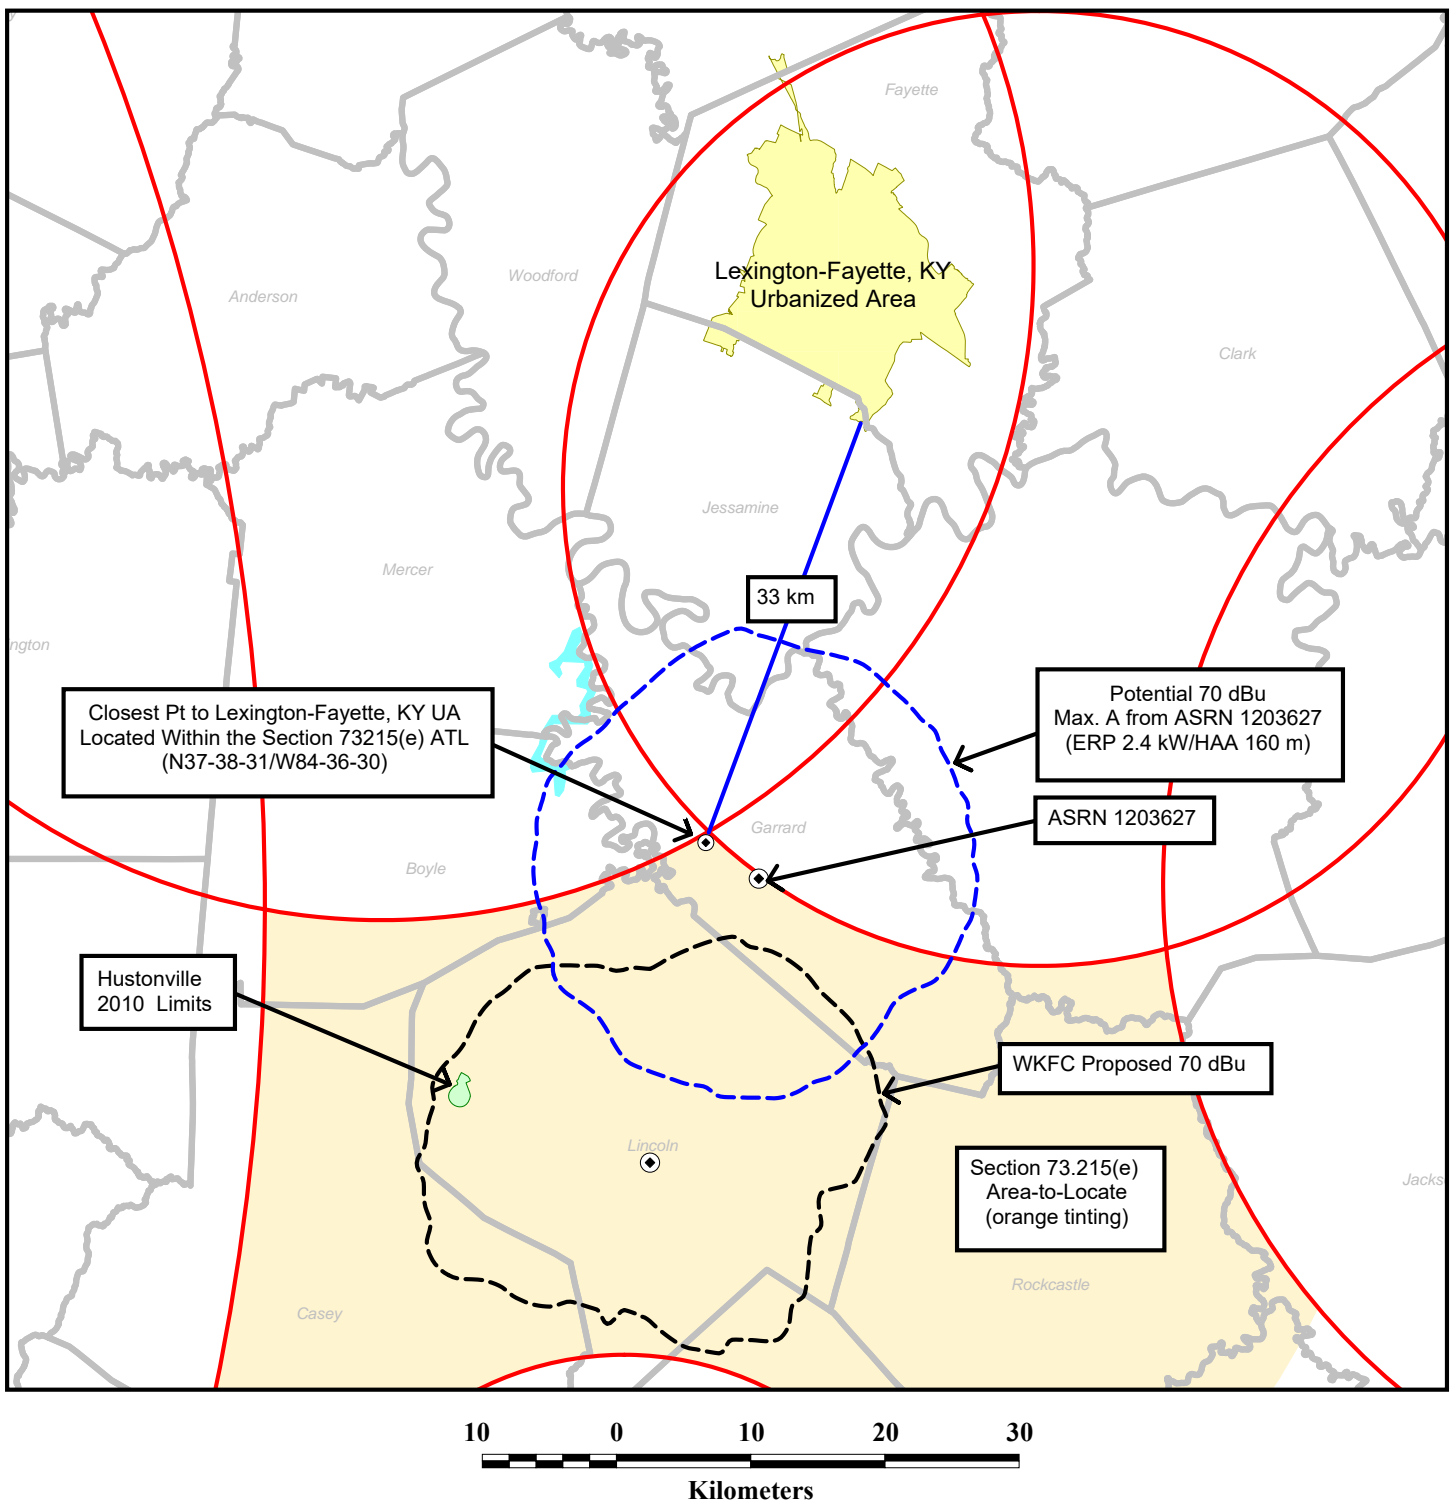 Fayette
Lexington-Fayette, KY
Urbanized Area
Woodford
Anderson
Clark
Jessamine
Mercer
33 km
ngton
Closest Pt to Lexington-Fayette, KY UA
Located Within the Section 73215(e) ATL
(N37-38-31/W84-36-30)
Potential 70 dBu
Max. A from ASRN 1203627
(ERP 2.4 kW/HAA 160 m)
ASRN 1203627
Garrard
Boyle
Hustonville
2010  Limits
WKFC Proposed 70 dBu
Lincoln
Section 73.215(e)
Area-to-Locate
(orange tinting)
Jacks
Rockcastle
Casey
10 0 10 20 30
Kilometers